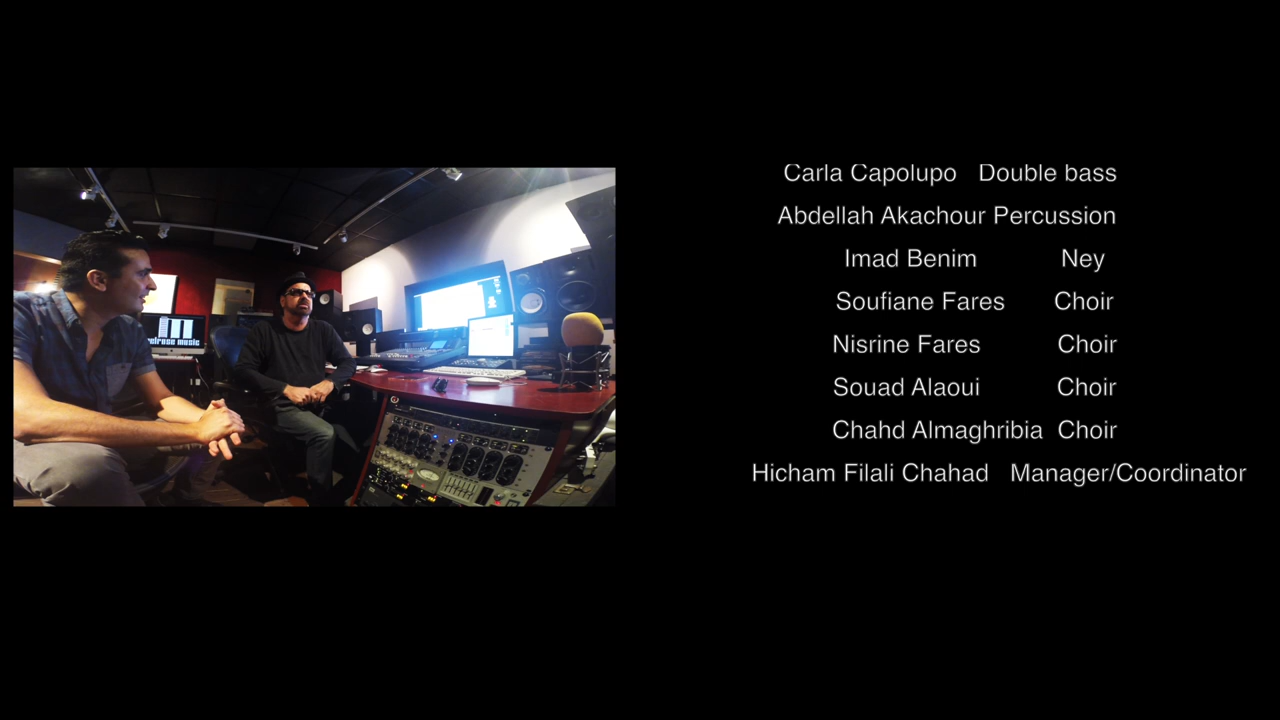 Carla Capolupo Double bass
Abdellah Akachour Percussion
Imad Benim Ney
Soufiane Fares Choir
Nisrine Fares Choir
Souad Alaoui Choir
Chahd Almaghribia Choir
Hicham Filali Chahad Manager/Coordinator
music